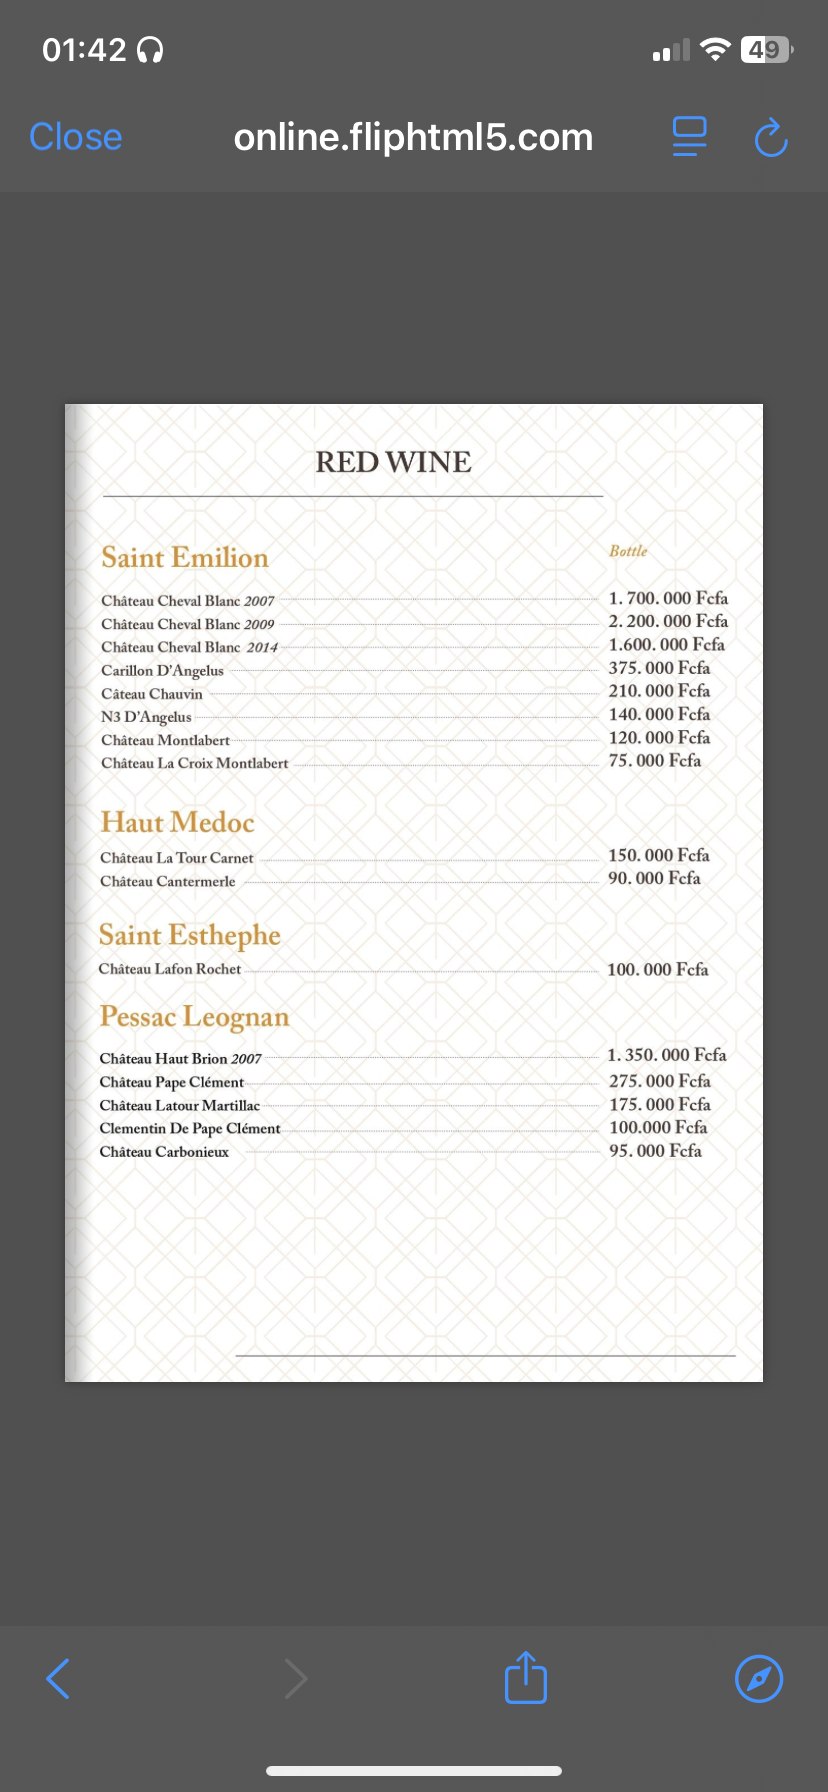 01:42
49
Close
online.fliphtml5.com
RED WINE
Saint Emilion Bottle
Château Cheval Blanc 2007 1. 700. 000 Fcfa
Château Cheval Blanc 2009 2. 200. 000 Fcfa
Château Cheval Blanc 2014 1.600. 000 Fcfa
Carillon D'Angelus 375. 000 Fcfa
Câteau Chauvin 210. 000 Fcfa
N3 D'Angelus 140. 000 Fcfa
Château Montlabert 120. 000 Fcfa
Château La Croix Montlabert 75. 000 Fcfa
Haut Medoc
Château La Tour Carnet 150. 000 Fcfa
Château Cantermerle 90. 000 Fcfa
Saint Esthephe
Château Lafon Rochet 100. 000 Fcfa
Pessac Leognan
Château Haut Brion 2007 1. 350. 000 Fcfa
Château Pape Clément 275. 000 Fcfa
Château Latour Martillac 175. 000 Fcfa
Clementin De Pape Clément 100.000 Fcfa
Château Carbonieux 95. 000 Fcfa